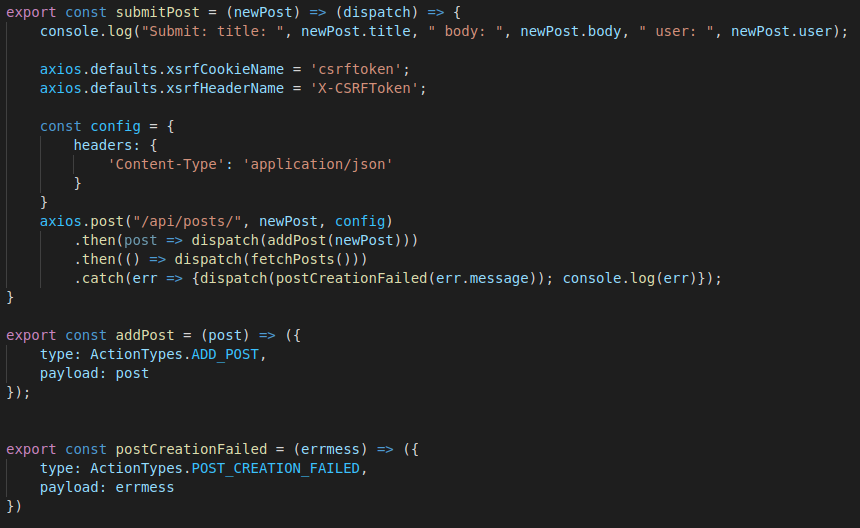 export const submitPost = (newPost) => (dispatch) => {
    console.log("Submit: title: ", newPost.title, " body: ", newPost.body, " user: ", newPost.user);

    axios.defaults.xsrfCookieName = 'csrftoken';
    axios.defaults.xsrfHeaderName = 'X-CSRFToken';

    const config = {
        headers: {
            'Content-Type': 'application/json'
        }
    }
    axios.post("/api/posts/", newPost, config)
        .then(post => dispatch(addPost(newPost)))
        .then(() => dispatch(fetchPosts()))
        .catch(err => {dispatch(postCreationFailed(err.message)); console.log(err)});
}

export const addPost = (post) => ({
    type: ActionTypes.ADD_POST,
    payload: post
});


export const postCreationFailed = (errmess) => ({
    type: ActionTypes.POST_CREATION_FAILED,
    payload: errmess
})